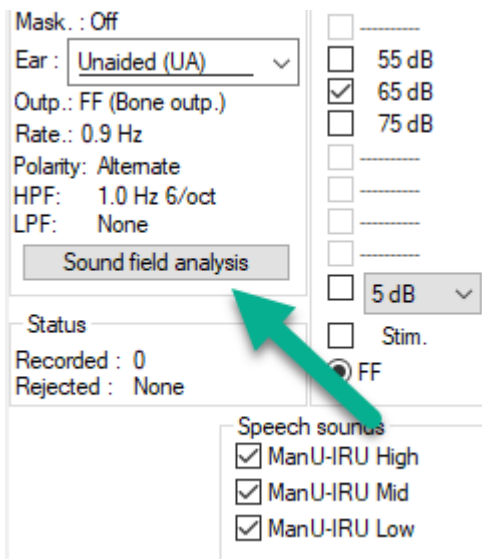 Mask. : Off
Ear : Unaided (UA)
Outp.: FF (Bone outp.)
Rate.: 0.9 Hz
Polarity: Alternate
HPF: 1.0 Hz 6/oct
LPF: None
Sound field analysis
Status
Recorded : 0
Rejected : None
----------
55 dB
65 dB
75 dB
----------
----------
----------
----------
5 dB
Stim.
FF
Speech sounds
ManU-IRU High
ManU-IRU Mid
ManU-IRU Low